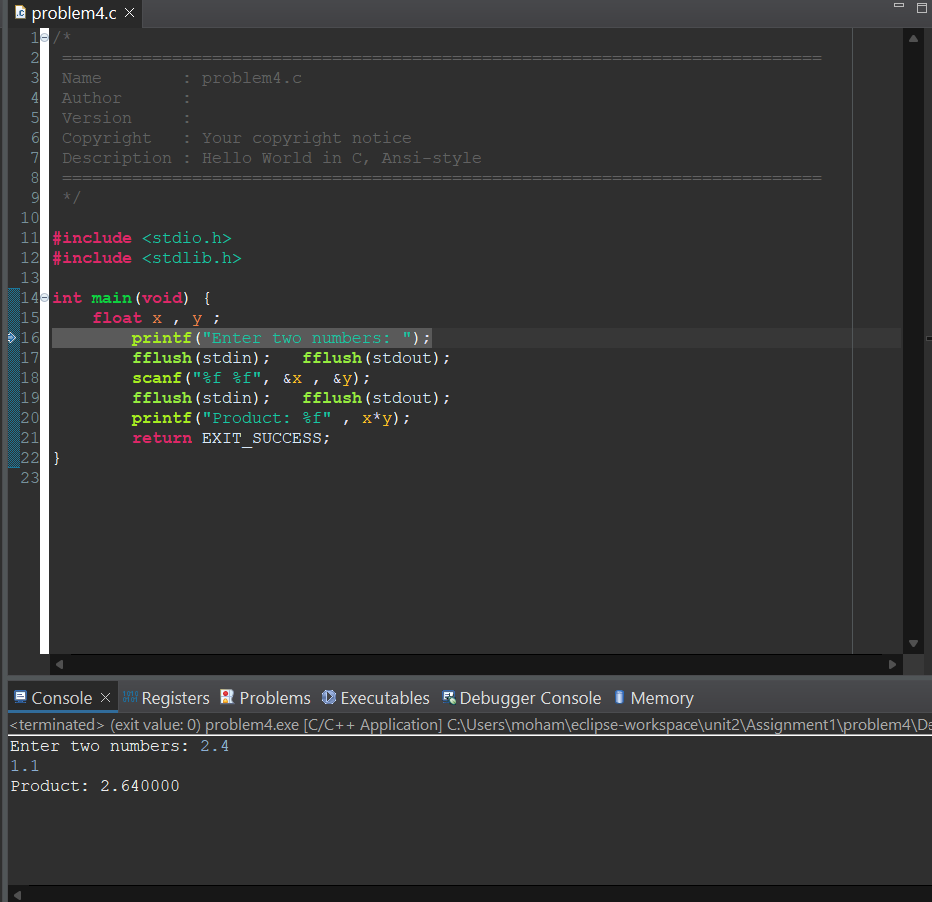 problem4.c
1 /*
2 ============================================================================
3 Name        : problem4.c
4 Author      :
5 Version     :
6 Copyright   : Your copyright notice
7 Description : Hello World in C, Ansi-style
8 ============================================================================
9 */
10
11 #include <stdio.h>
12 #include <stdlib.h>
13
14 int main(void) {
15     float x , y ;
16         printf("Enter two numbers: ");
17         fflush(stdin);   fflush(stdout);
18         scanf("%f %f", &x , &y);
19         fflush(stdin);   fflush(stdout);
20         printf("Product: %f" , x*y);
21         return EXIT_SUCCESS;
22 }
23
Console Registers Problems Executables Debugger Console Memory
<terminated> (exit value: 0) problem4.exe [C/C++ Application] C:\Users\moham\eclipse-workspace\unit2\Assignment1\problem4\De
Enter two numbers: 2.4
1.1
Product: 2.640000